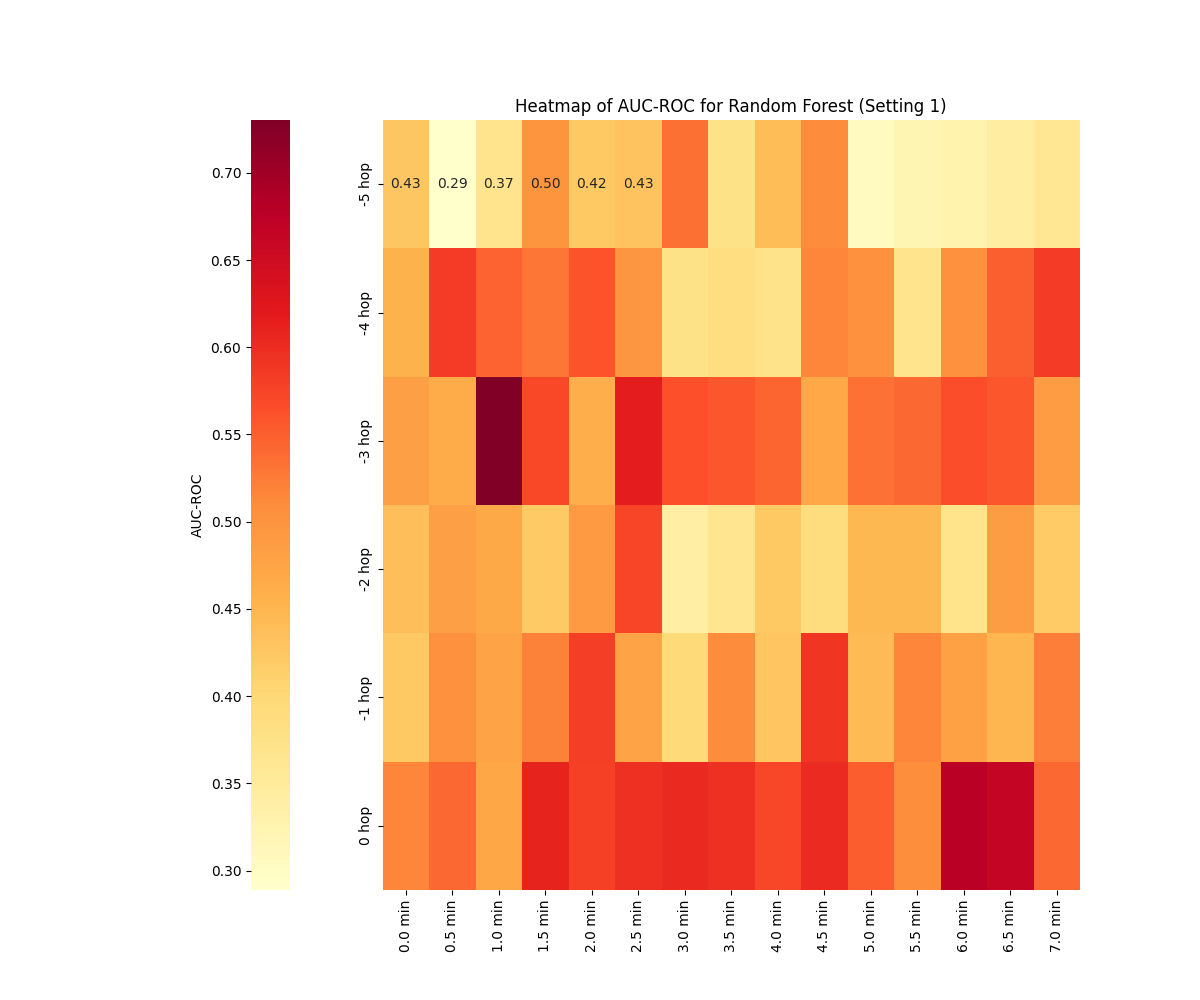 Heatmap of AUC-ROC for Random Forest (Setting 1)
AUC-ROC
0.70
0.65
0.60
0.55
0.50
0.45
0.40
0.35
0.30
-5 hop
-4 hop
-3 hop
-2 hop
-1 hop
0 hop
0.43 0.29 0.37 0.50 0.42 0.43
0.0 min
0.5 min
1.0 min
1.5 min
2.0 min
2.5 min
3.0 min
3.5 min
4.0 min
4.5 min
5.0 min
5.5 min
6.0 min
6.5 min
7.0 min